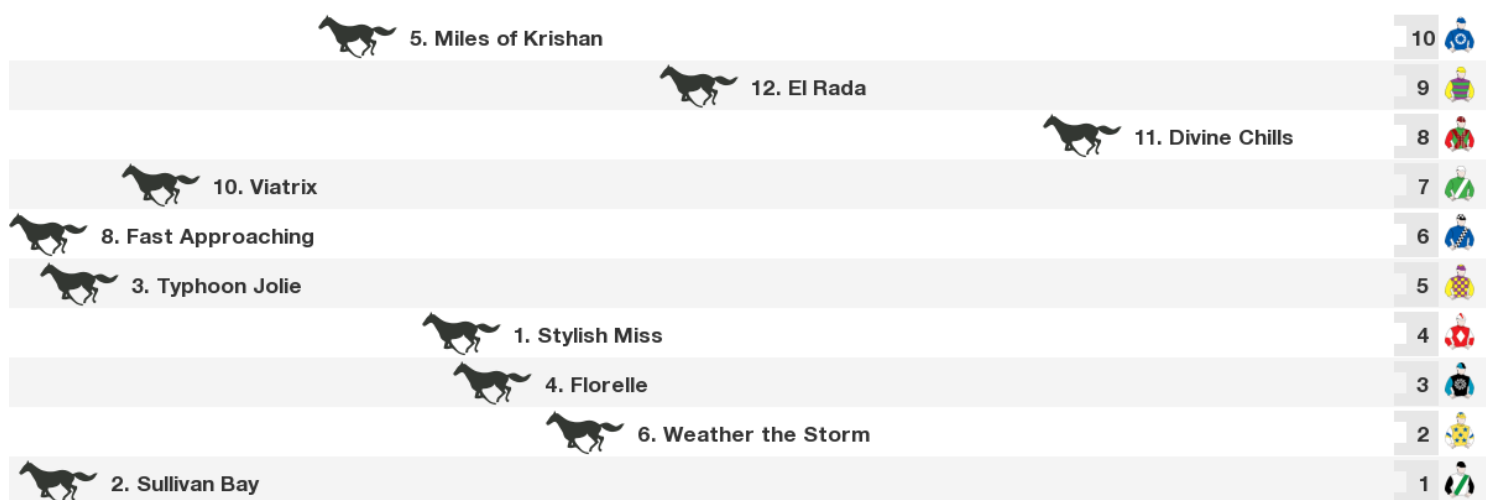 5. Miles of Krishan 10
12. El Rada 9
11. Divine Chills 8
10. Viatrix 7
8. Fast Approaching 6
3. Typhoon Jolie 5
1. Stylish Miss 4
4. Florelle 3
6. Weather the Storm 2
2. Sullivan Bay 1